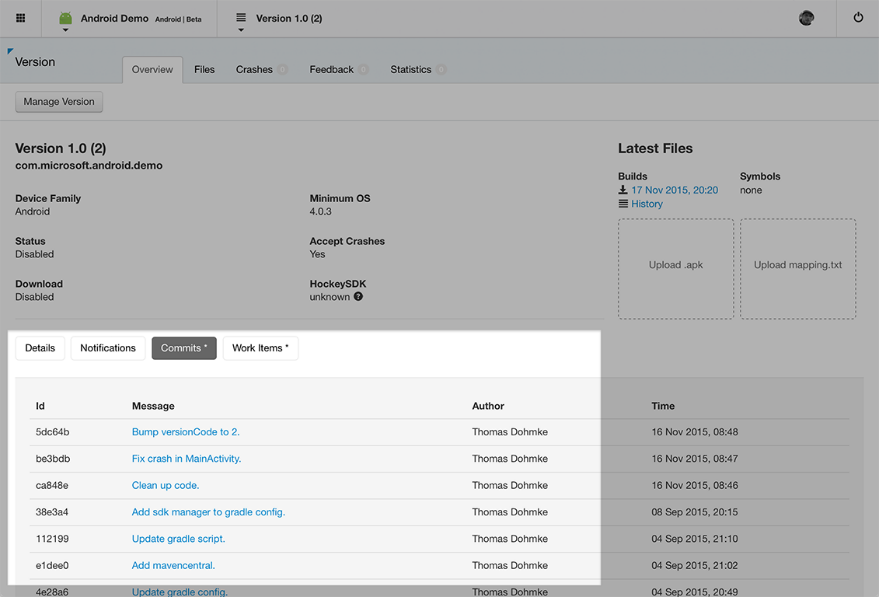 Android Demo Android | Beta Version 1.0 (2)
Version
Overview Files Crashes Feedback Statistics
Manage Version
Version 1.0 (2)
com.microsoft.android.demo
Device Family
Android
Minimum OS
4.0.3
Status
Disabled
Accept Crashes
Yes
Download
Disabled
HockeySDK
unknown ?
Latest Files
Builds
17 Nov 2015, 20:20
History
Symbols
none
Upload .apk
Upload mapping.txt
Details Notifications Commits * Work Items *
Id Message Author Time
5dc64b Bump versionCode to 2. Thomas Dohmke 16 Nov 2015, 08:48
be3bdb Fix crash in MainActivity. Thomas Dohmke 16 Nov 2015, 08:47
ca848e Clean up code. Thomas Dohmke 16 Nov 2015, 08:46
38e3a4 Add sdk manager to gradle config. Thomas Dohmke 08 Sep 2015, 20:15
112199 Update gradle script. Thomas Dohmke 04 Sep 2015, 21:10
e1dee0 Add mavencentral. Thomas Dohmke 04 Sep 2015, 21:02
4e28a6 Update gradle config. Thomas Dohmke 04 Sep 2015, 20:49